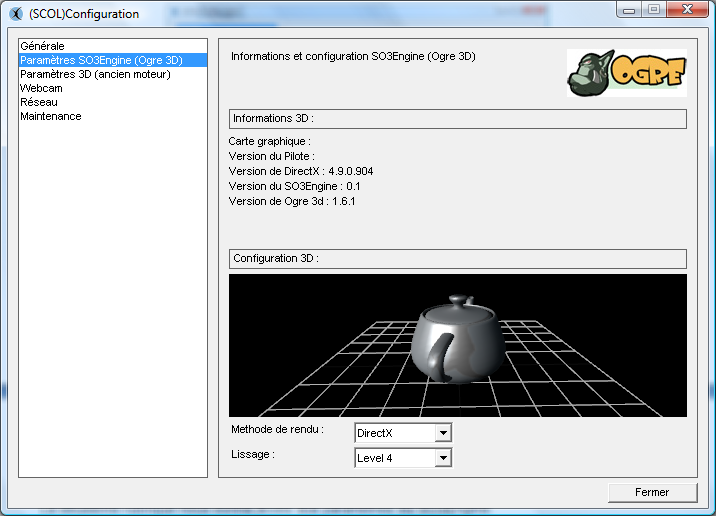 (SCOL)Configuration
Générale
Paramètres SO3Engine (Ogre 3D)
Paramètres 3D (ancien moteur)
Webcam
Réseau
Maintenance
Informations et configuration SO3Engine (Ogre 3D)
OGRE
Informations 3D :
Carte graphique :
Version du Pilote :
Version de DirectX : 4.9.0.904
Version du SO3Engine : 0.1
Version de Ogre 3d : 1.6.1
Configuration 3D :
Methode de rendu :
DirectX
Lissage :
Level 4
Fermer